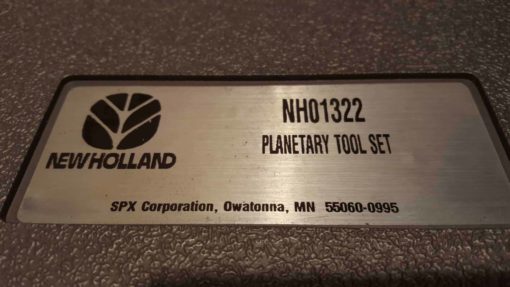 NH01322
PLANETARY TOOL SET
NEW HOLLAND
SPX Corporation, Owatonna, MN 55060-0995